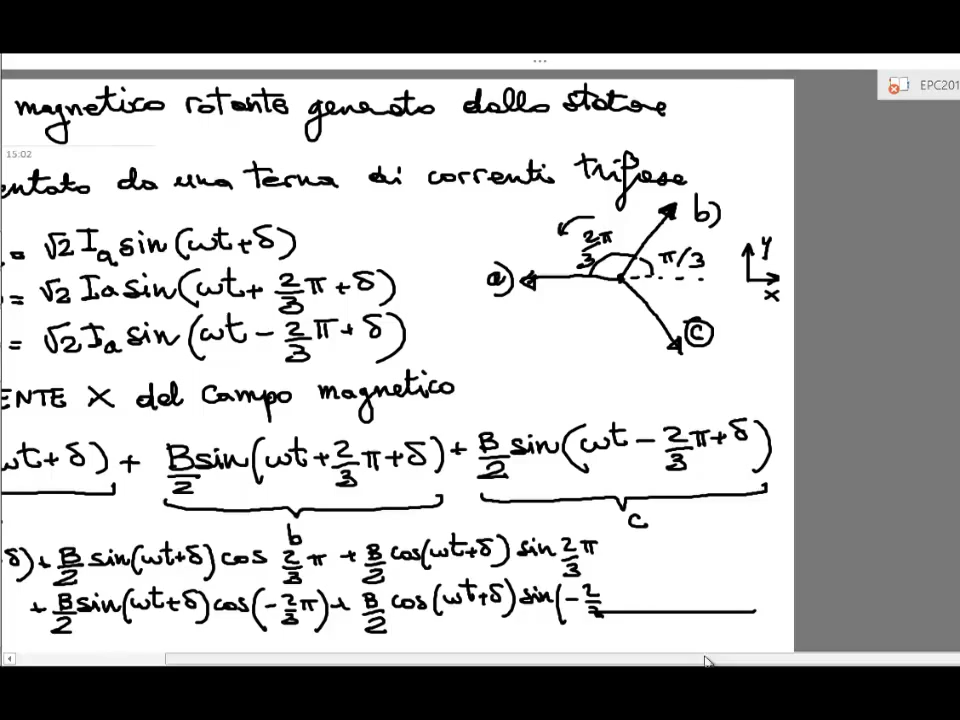 magnetico rotante generato dallo statore
EPC201
15:02
entato da una terna di correnti trifase
= √2 Ia sin(ωt+δ)
= √2 Ia sin(ωt + 2/3 π + δ)
= √2 Ia sin(ωt - 2/3 π + δ)
a) 2π/3 b) π/3 c y x
ENTE X del campo magnetico
ωt+δ) + B/2 sin(ωt + 2/3 π + δ) + B/2 sin(ωt - 2/3 π + δ)
b c
δ) + B/2 sin(ωt+δ) cos 2/3 π + B/2 cos(ωt+δ) sin 2/3 π
+ B/2 sin(ωt+δ) cos(-2/3 π) + B/2 cos(ωt+δ) sin(-2/3